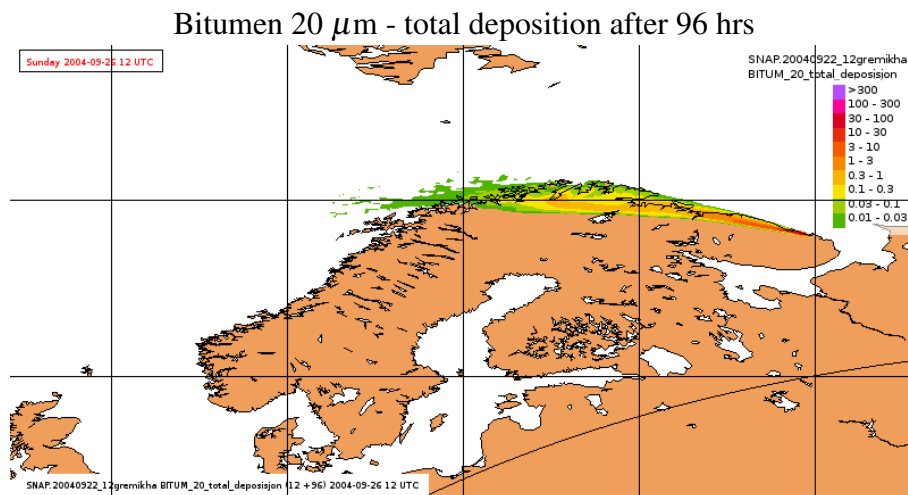 Bitumen 20 μm - total deposition after 96 hrs
Sunday 2004-09-26 12 UTC
SNAP.20040922_12gremikha
BITUM_20_total_deposisjon
>300
100 - 300
30 - 100
10 - 30
3 - 10
1 - 3
0.3 - 1
0.1 - 0.3
0.03 - 0.1
0.01 - 0.03
SNAP.20040922_12gremikha BITUM_20_total_deposisjon (12 +96) 2004-09-26 12 UTC